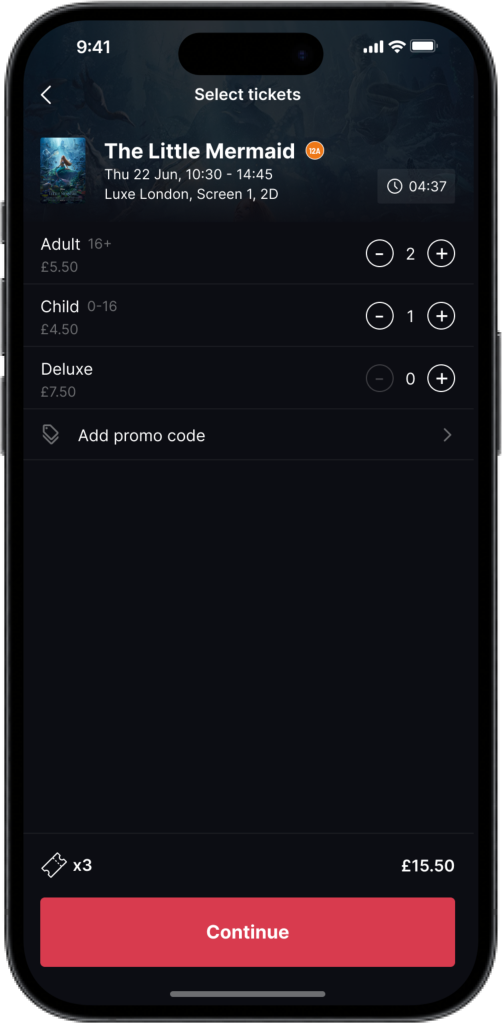 9:41
Select tickets
The Little Mermaid 12A
Thu 22 Jun, 10:30 - 14:45
Luxe London, Screen 1, 2D
04:37
Adult 16+
£5.50
- 2 +
Child 0-16
£4.50
- 1 +
Deluxe
£7.50
- 0 +
Add promo code
x3
£15.50
Continue